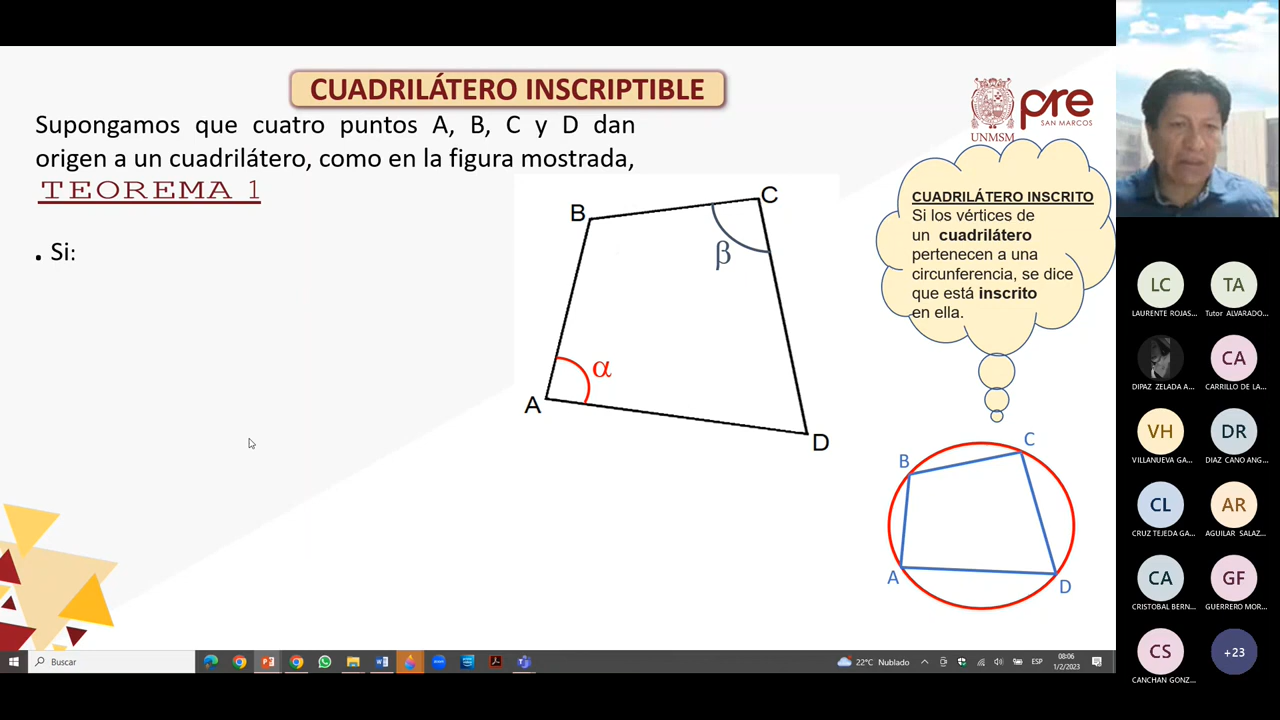 CUADRILÁTERO INSCRIPTIBLE
Supongamos que cuatro puntos A, B, C y D dan
origen a un cuadrilátero, como en la figura mostrada,
TEOREMA 1
. Si:
B
C
β
α
A
D
UNMSM
pre
SAN MARCOS
CUADRILÁTERO INSCRITO
Si los vértices de
un cuadrilátero
pertenecen a una
circunferencia, se dice
que está inscrito
en ella.
B
C
A
D
LC
TA
LAURENTE ROJAS...
Tutor ALVARADO...
DIPAZ ZELADA A...
CA
CARRILLO DE LA...
VH
DR
VILLANUEVA GA...
DIAZ CANO ANG...
CL
AR
CRUZ TEJEDA GA...
AGUILAR SALAZ...
CA
GF
CRISTOBAL BERN...
GUERRERO MOR...
CS
+23
CANCHAN GONZ...
Buscar
22°C Nublado
ESP
08:06
1/2/2023